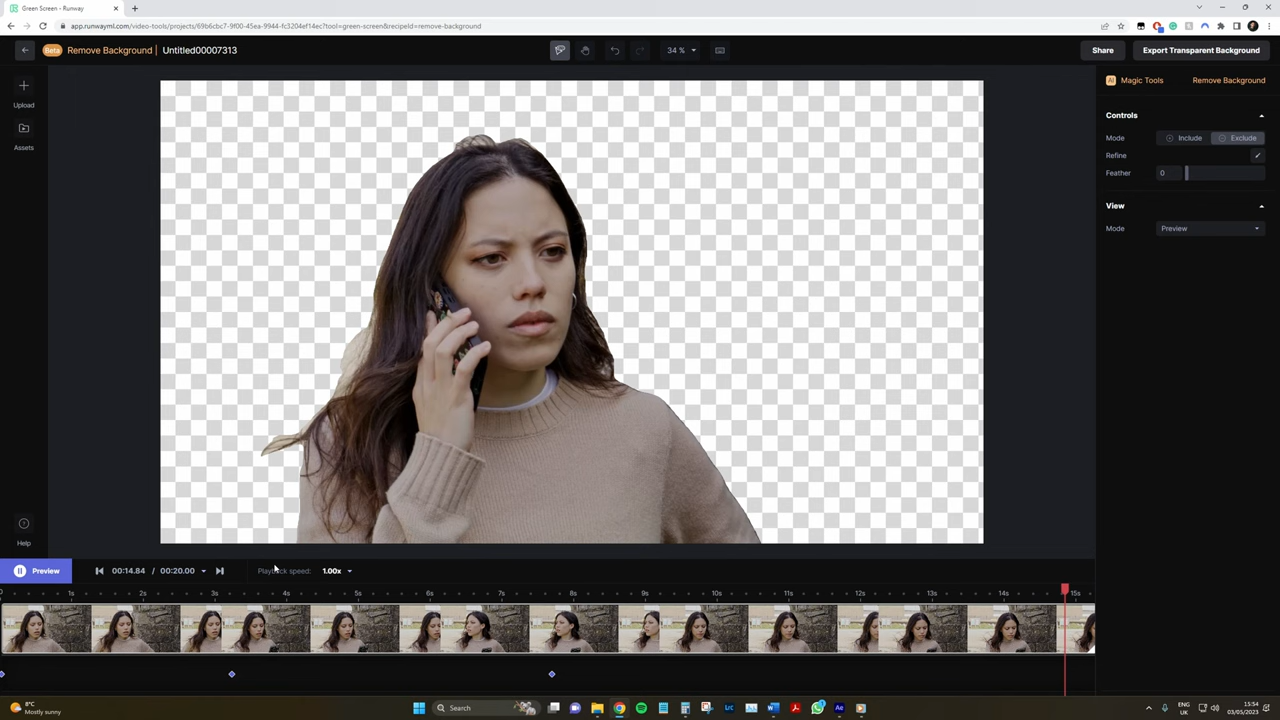 Green Screen - Runway
app.runwayml.com/video-tools/projects/69b6cbc7-9f00-45ea-9944-fc3204ef14ec?tool=green-screen&recipeId=remove-background
Beta Remove Background | Untitled00007313
34 %
Share
Export Transparent Background
Upload
Assets
Help
AI Magic Tools
Remove Background
Controls
Mode Include Exclude
Refine
Feather 0
View
Mode Preview
Preview
00:14.84 / 00:20.00
Playback speed: 1.00x
1s 2s 3s 4s 5s 6s 7s 8s 9s 10s 11s 12s 13s 14s 15s
8°C
Mostly sunny
Search
ENG
UK
15:54
03/05/2023